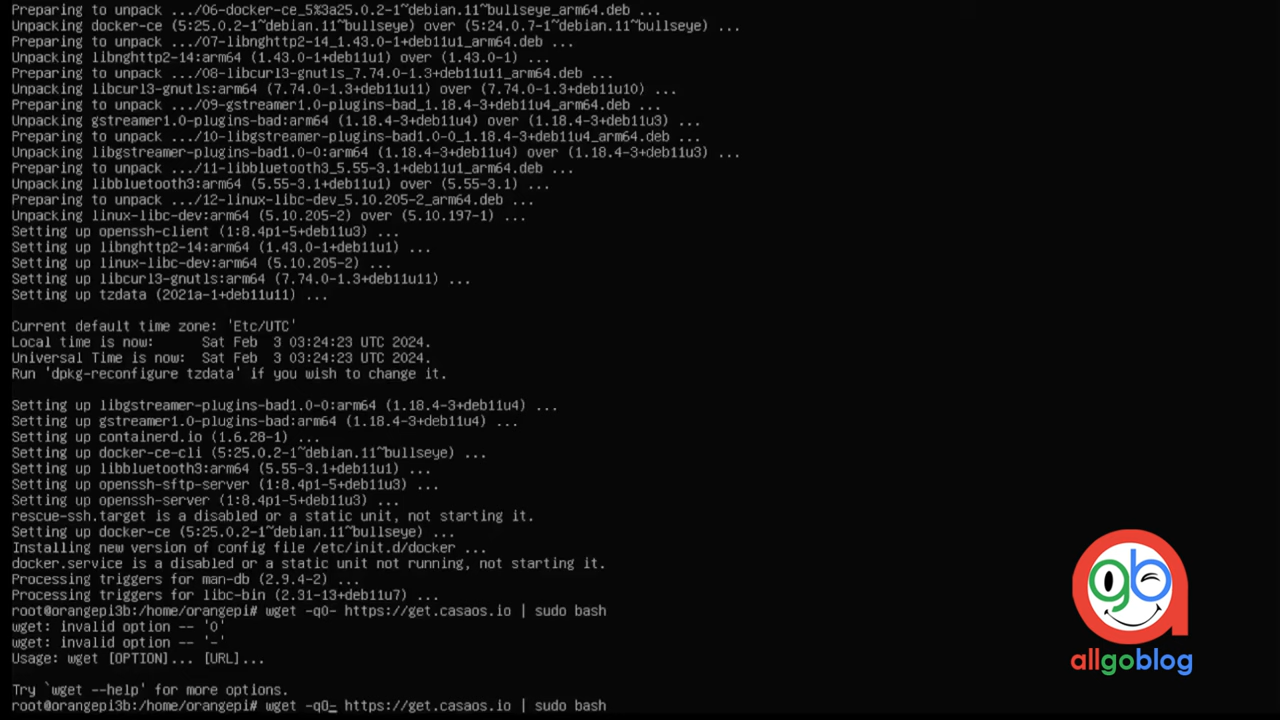 Preparing to unpack .../06-docker-ce_5%3a25.0.2-1~debian.11~bullseye_arm64.deb ...
Unpacking docker-ce (5:25.0.2-1~debian.11~bullseye) over (5:24.0.7-1~debian.11~bullseye) ...
Preparing to unpack .../07-libnghttp2-14_1.43.0-1+deb11u1_arm64.deb ...
Unpacking libnghttp2-14:arm64 (1.43.0-1+deb11u1) over (1.43.0-1) ...
Preparing to unpack .../08-libcurl3-gnutls_7.74.0-1.3+deb11u11_arm64.deb ...
Unpacking libcurl3-gnutls:arm64 (7.74.0-1.3+deb11u11) over (7.74.0-1.3+deb11u10) ...
Preparing to unpack .../09-gstreamer1.0-plugins-bad_1.18.4-3+deb11u4_arm64.deb ...
Unpacking gstreamer1.0-plugins-bad:arm64 (1.18.4-3+deb11u4) over (1.18.4-3+deb11u3) ...
Preparing to unpack .../10-libgstreamer-plugins-bad1.0-0_1.18.4-3+deb11u4_arm64.deb ...
Unpacking libgstreamer-plugins-bad1.0-0:arm64 (1.18.4-3+deb11u4) over (1.18.4-3+deb11u3) ...
Preparing to unpack .../11-libbluetooth3_5.55-3.1+deb11u1_arm64.deb ...
Unpacking libbluetooth3:arm64 (5.55-3.1+deb11u1) over (5.55-3.1) ...
Preparing to unpack .../12-linux-libc-dev_5.10.205-2_arm64.deb ...
Unpacking linux-libc-dev:arm64 (5.10.205-2) over (5.10.197-1) ...
Setting up openssh-client (1:8.4p1-5+deb11u3) ...
Setting up libnghttp2-14:arm64 (1.43.0-1+deb11u1) ...
Setting up linux-libc-dev:arm64 (5.10.205-2) ...
Setting up libcurl3-gnutls:arm64 (7.74.0-1.3+deb11u11) ...
Setting up tzdata (2021a-1+deb11u11) ...
Current default time zone: 'Etc/UTC'
Local time is now:      Sat Feb  3 03:24:23 UTC 2024.
Universal Time is now:  Sat Feb  3 03:24:23 UTC 2024.
Run 'dpkg-reconfigure tzdata' if you wish to change it.
Setting up libgstreamer-plugins-bad1.0-0:arm64 (1.18.4-3+deb11u4) ...
Setting up gstreamer1.0-plugins-bad:arm64 (1.18.4-3+deb11u4) ...
Setting up containerd.io (1.6.28-1) ...
Setting up docker-ce-cli (5:25.0.2-1~debian.11~bullseye) ...
Setting up libbluetooth3:arm64 (5.55-3.1+deb11u1) ...
Setting up openssh-sftp-server (1:8.4p1-5+deb11u3) ...
Setting up openssh-server (1:8.4p1-5+deb11u3) ...
rescue-ssh.target is a disabled or a static unit, not starting it.
Setting up docker-ce (5:25.0.2-1~debian.11~bullseye) ...
Installing new version of config file /etc/init.d/docker ...
docker.service is a disabled or a static unit not running, not starting it.
Processing triggers for man-db (2.9.4-2) ...
Processing triggers for libc-bin (2.31-13+deb11u7) ...
root@orangepi3b:/home/orangepi# wget -q0- https://get.casaos.io | sudo bash
wget: invalid option -- '0'
wget: invalid option -- '-'
Usage: wget [OPTION]... [URL]...
Try `wget --help' for more options.
root@orangepi3b:/home/orangepi# wget -q0- https://get.casaos.io | sudo bash
gb
allgoblog